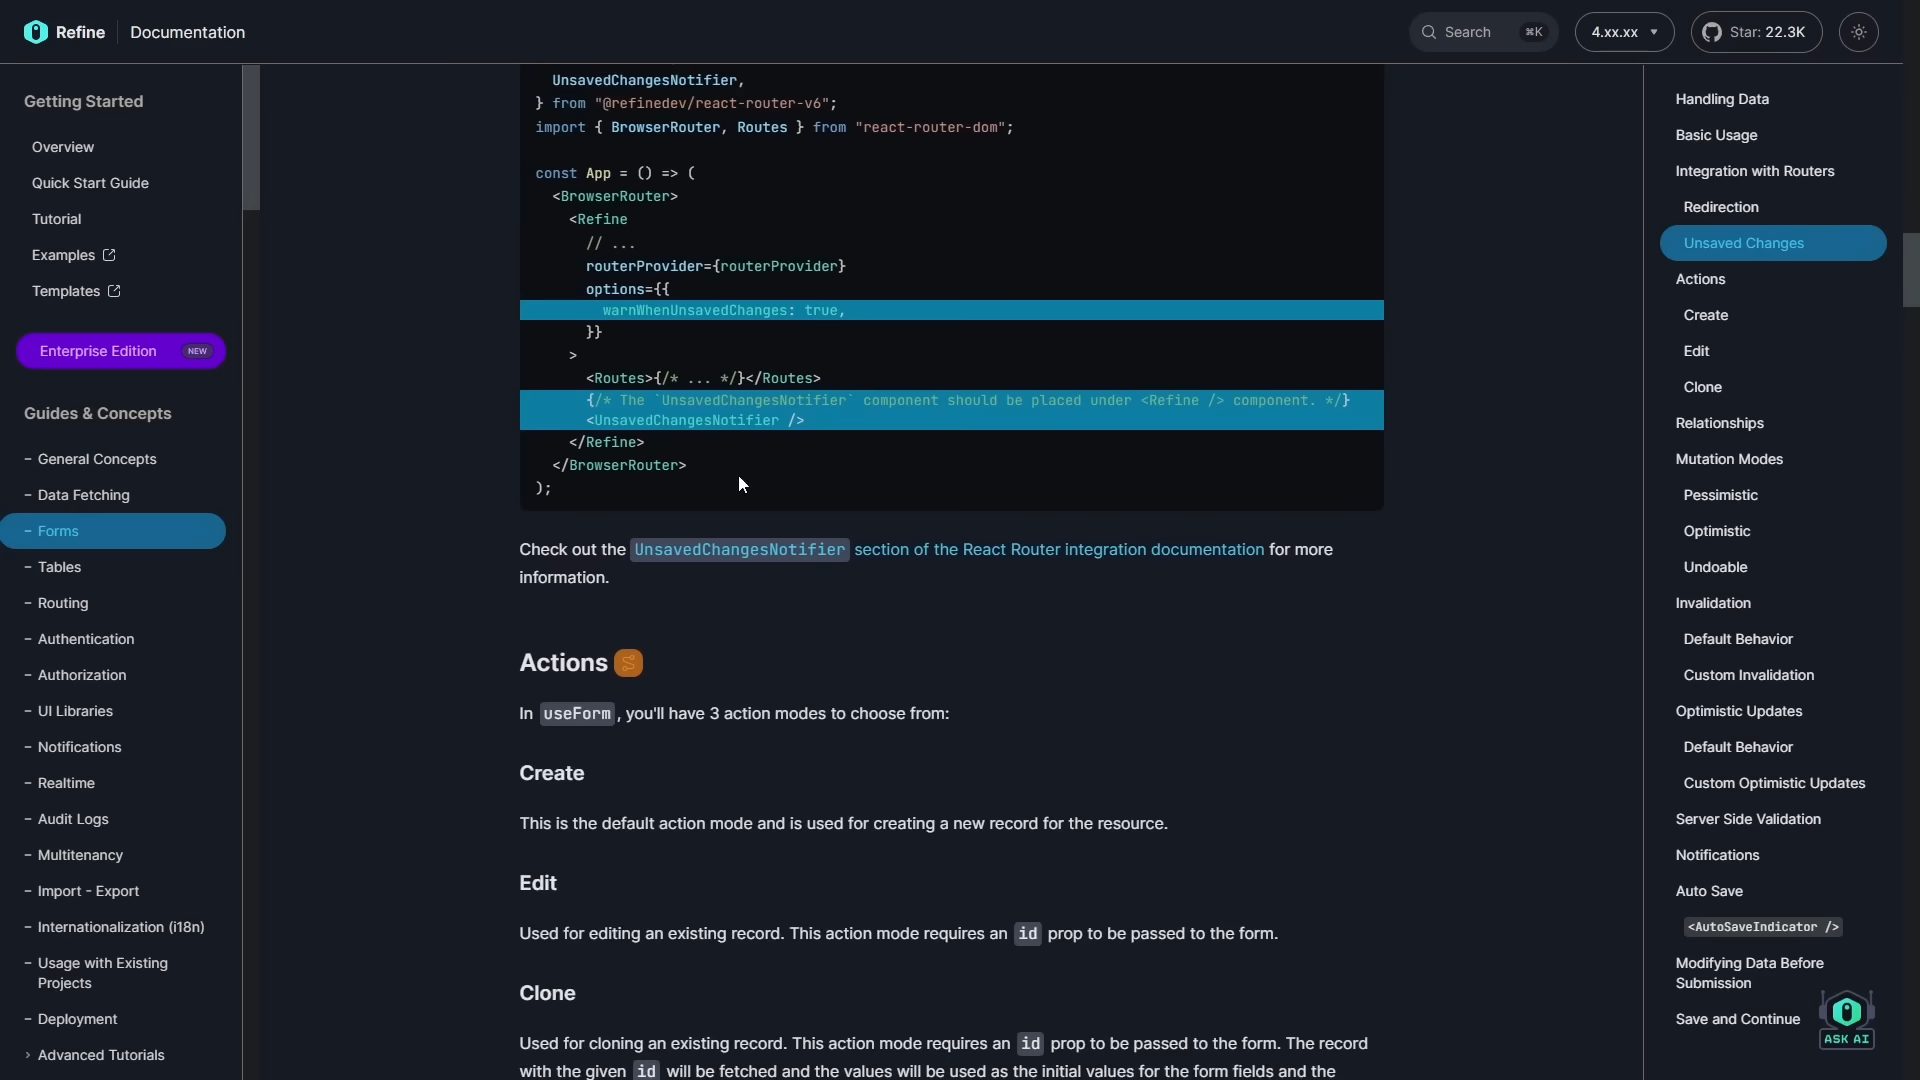 Refine
Documentation
Search
⌘K
4.xx.xx
Star: 22.3K
Getting Started
Overview
Quick Start Guide
Tutorial
Examples
Templates
Enterprise Edition NEW
Guides & Concepts
– General Concepts
– Data Fetching
– Forms
– Tables
– Routing
– Authentication
– Authorization
– UI Libraries
– Notifications
– Realtime
– Audit Logs
– Multitenancy
– Import - Export
– Internationalization (i18n)
– Usage with Existing
Projects
– Deployment
› Advanced Tutorials
UnsavedChangesNotifier,
} from "@refinedev/react-router-v6";
import { BrowserRouter, Routes } from "react-router-dom";
const App = () => (
<BrowserRouter>
<Refine
// ...
routerProvider={routerProvider}
options={{
warnWhenUnsavedChanges: true,
}}
>
<Routes>{/* ... */}</Routes>
{/* The `UnsavedChangesNotifier` component should be placed under <Refine /> component. */}
<UnsavedChangesNotifier />
</Refine>
</BrowserRouter>
);
Check out the UnsavedChangesNotifier section of the React Router integration documentation for more
information.
Actions
In useForm, you'll have 3 action modes to choose from:
Create
This is the default action mode and is used for creating a new record for the resource.
Edit
Used for editing an existing record. This action mode requires an id prop to be passed to the form.
Clone
Used for cloning an existing record. This action mode requires an id prop to be passed to the form. The record
with the given id will be fetched and the values will be used as the initial values for the form fields and the
Handling Data
Basic Usage
Integration with Routers
Redirection
Unsaved Changes
Actions
Create
Edit
Clone
Relationships
Mutation Modes
Pessimistic
Optimistic
Undoable
Invalidation
Default Behavior
Custom Invalidation
Optimistic Updates
Default Behavior
Custom Optimistic Updates
Server Side Validation
Notifications
Auto Save
<AutoSaveIndicator />
Modifying Data Before
Submission
Save and Continue
ASK AI